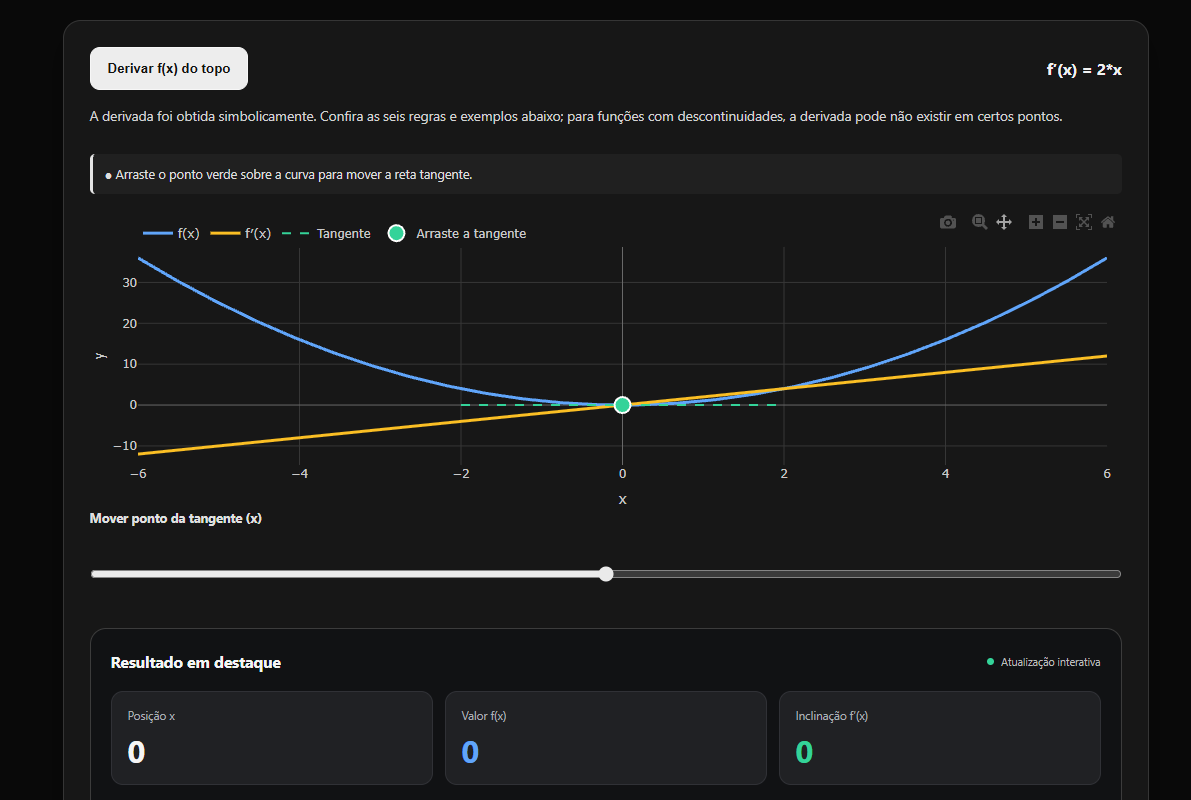 Derivar f(x) do topo
f′(x) = 2*x
A derivada foi obtida simbolicamente. Confira as seis regras e exemplos abaixo; para funções com descontinuidades, a derivada pode não existir em certos pontos.
● Arraste o ponto verde sobre a curva para mover a reta tangente.
f(x) f′(x) Tangente Arraste a tangente
30
20
10
0
−10
y
−6 −4 −2 0 2 4 6
x
Mover ponto da tangente (x)
Resultado em destaque
Atualização interativa
Posição x
0
Valor f(x)
0
Inclinação f′(x)
0